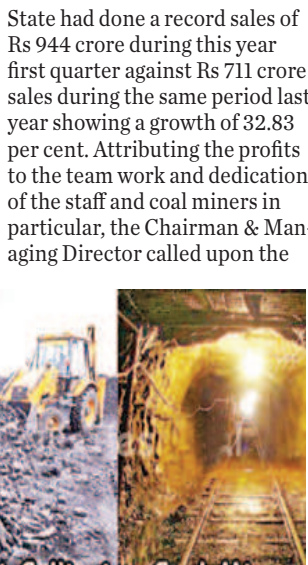 State had done a record sales of
Rs 944 crore during this year
first quarter against Rs 711 crore
sales during the same period last
year showing a growth of 32.83
per cent. Attributing the profits
to the team work and dedication
of the staff and coal miners in
particular, the Chairman & Man-
aging Director called upon the